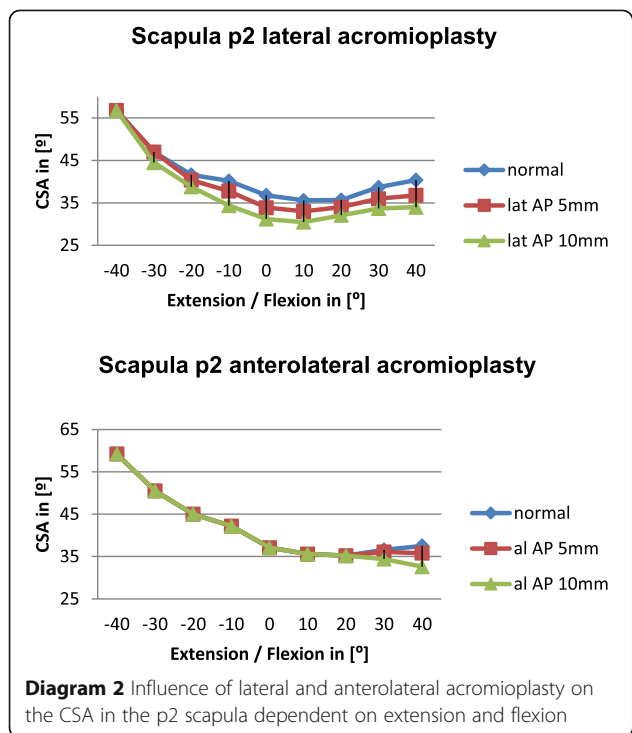 Scapula p2 lateral acromioplasty
CSA in [º]
55
45
35
25
-40 -30 -20 -10 0 10 20 30 40
Extension / Flexion in [º]
normal
lat AP 5mm
lat AP 10mm
Scapula p2 anterolateral acromioplasty
CSA in [º]
65
55
45
35
25
-40 -30 -20 -10 0 10 20 30 40
Extension / Flexion in [º]
normal
al AP 5mm
al AP 10mm
Diagram 2 Influence of lateral and anterolateral acromioplasty on
the CSA in the p2 scapula dependent on extension and flexion